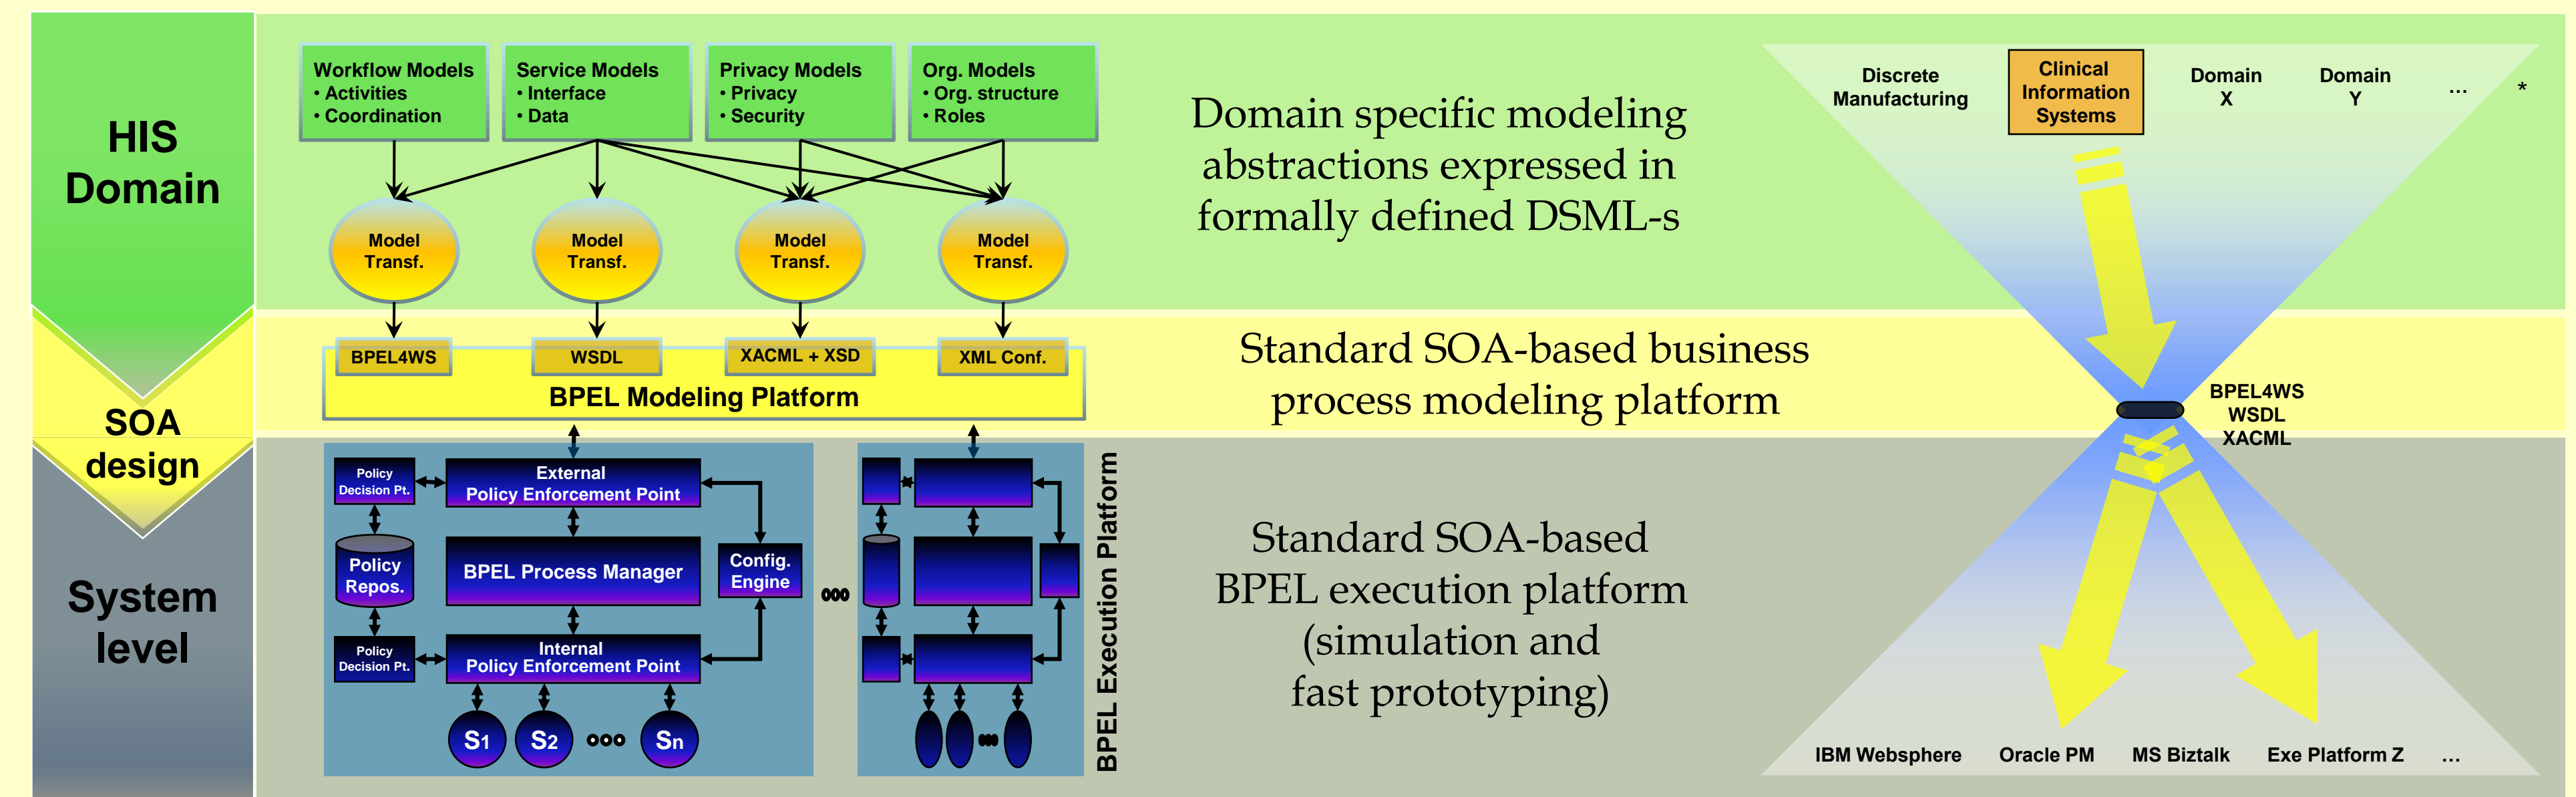 HIS
Domain
SOA
design
System
level
Workflow Models
• Activities
• Coordination
Service Models
• Interface
• Data
Privacy Models
• Privacy
• Security
Org. Models
• Org. structure
• Roles
Model
Transf.
Model
Transf.
Model
Transf.
Model
Transf.
BPEL4WS
WSDL
XACML + XSD
XML Conf.
BPEL Modeling Platform
Policy
Decision Pt.
External
Policy Enforcement Point
Policy
Repos.
BPEL Process Manager
Config.
Engine
Policy
Decision Pt.
Internal
Policy Enforcement Point
S1
S2
Sn
BPEL Execution Platform
Domain specific modeling
abstractions expressed in
formally defined DSML-s
Standard SOA-based business
process modeling platform
Standard SOA-based
BPEL execution platform
(simulation and
fast prototyping)
Discrete
Manufacturing
Clinical
Information
Systems
Domain
X
Domain
Y
...
*
BPEL4WS
WSDL
XACML
IBM Websphere
Oracle PM
MS Biztalk
Exe Platform Z
...